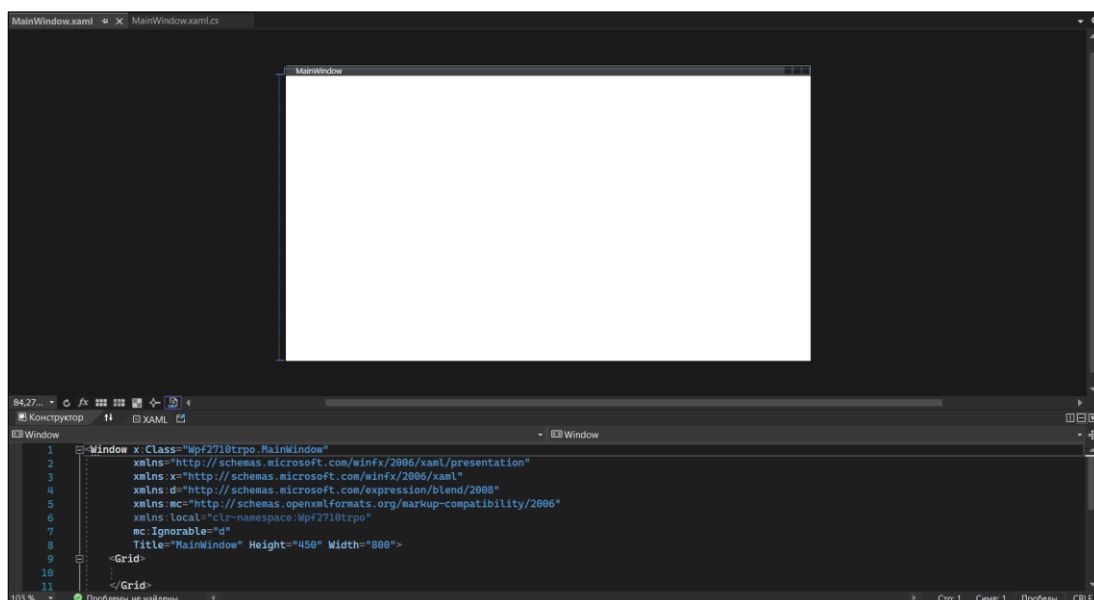 MainWindow.xaml MainWindow.xaml.cs
MainWindow
84,27...
Конструктор XAML
Window Window
1 <Window x:Class="Wpf2710trpo.MainWindow"
2 xmlns="http://schemas.microsoft.com/winfx/2006/xaml/presentation"
3 xmlns:x="http://schemas.microsoft.com/winfx/2006/xaml"
4 xmlns:d="http://schemas.microsoft.com/expression/blend/2008"
5 xmlns:mc="http://schemas.openxmlformats.org/markup-compatibility/2006"
6 xmlns:local="clr-namespace:Wpf2710trpo"
7 mc:Ignorable="d"
8 Title="MainWindow" Height="450" Width="800">
9 <Grid>
10
11 </Grid>
103 % Проблемы не найдены Стр: 1 Симв: 1 Пробелы CRLF